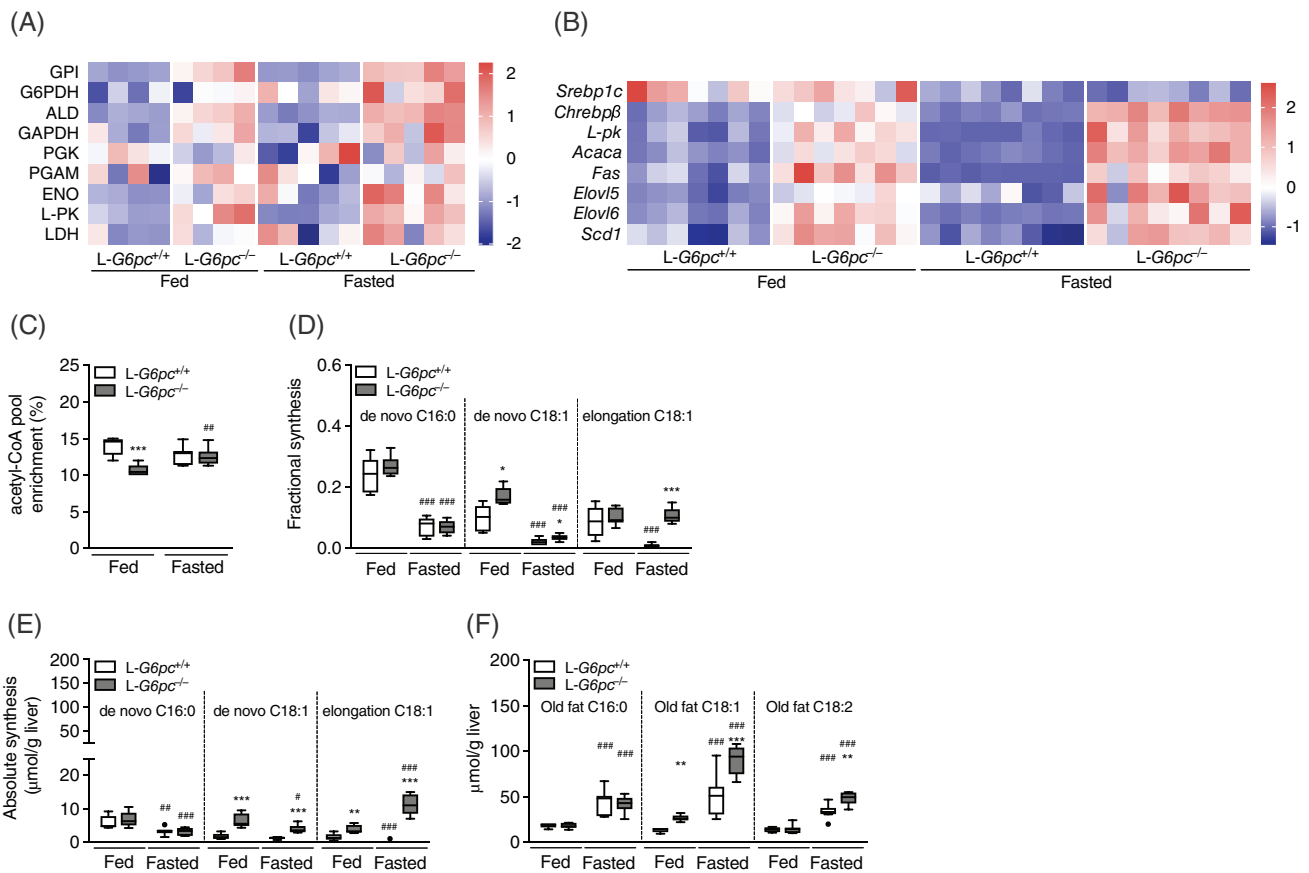 (A)
GPI
G6PDH
ALD
GAPDH
PGK
PGAM
ENO
L-PK
LDH
2
1
0
-1
-2
L-G6pc+/+ L-G6pc–/– L-G6pc+/+ L-G6pc–/–
Fed Fasted
(B)
Srebp1c
Chrebpβ
L-pk
Acaca
Fas
Elovl5
Elovl6
Scd1
2
1
0
-1
L-G6pc+/+ L-G6pc–/– L-G6pc+/+ L-G6pc–/–
Fed Fasted
(C)
acetyl-CoA pool
enrichment (%)
25
20
15
10
5
0
L-G6pc+/+
L-G6pc–/–
*** ##
Fed Fasted
(D)
Fractional synthesis
0.6
0.4
0.2
0.0
L-G6pc+/+
L-G6pc–/–
de novo C16:0 de novo C18:1 elongation C18:1
### ### * ### ### * ### ***
Fed Fasted Fed Fasted Fed Fasted
(E)
Absolute synthesis
(μmol/g liver)
200
150
100
50
20
10
0
L-G6pc+/+
L-G6pc–/–
de novo C16:0 de novo C18:1 elongation C18:1
## ### *** # *** ** ### ### ***
Fed Fasted Fed Fasted Fed Fasted
(F)
μmol/g liver
200
150
100
50
0
L-G6pc+/+
L-G6pc–/–
Old fat C16:0 Old fat C18:1 Old fat C18:2
### ### ** ### ### *** ### ### **
Fed Fasted Fed Fasted Fed Fasted